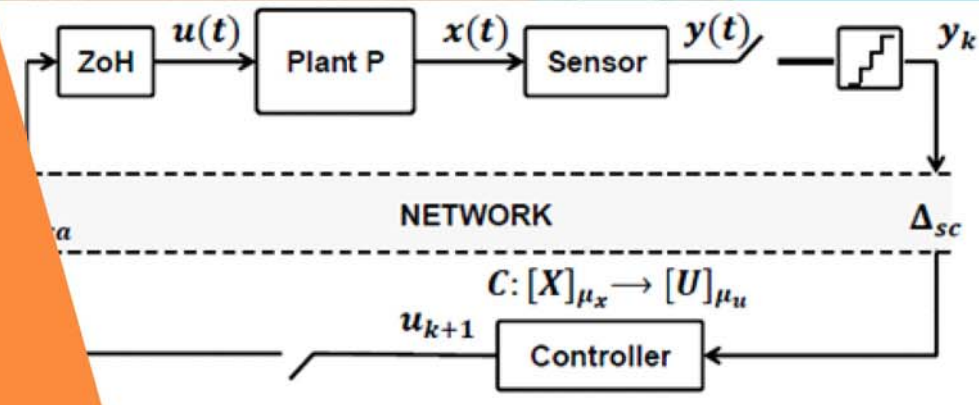 u(t) x(t) y(t) y_k
ZoH Plant P Sensor
NETWORK Δ_sc
a
C: [X]_μx → [U]_μu
u_k+1
Controller